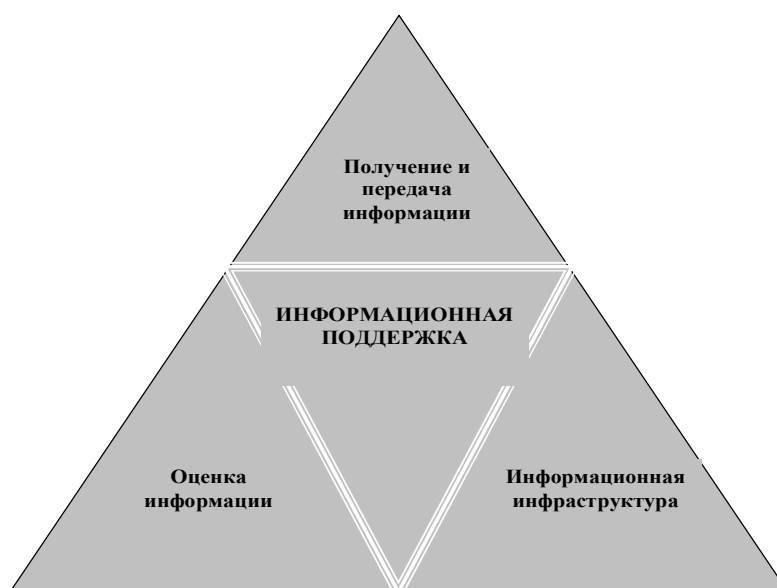 Получение и
передача
информации
ИНФОРМАЦИОННАЯ
ПОДДЕРЖКА
Оценка
информации
Информационная
инфраструктура